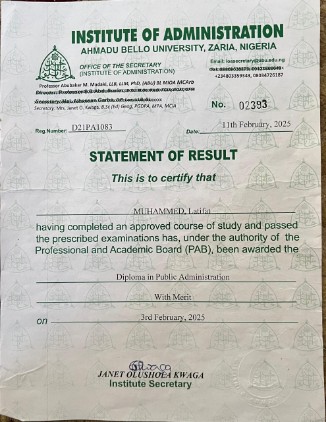 INSTITUTE OF ADMINISTRATION
AHMADU BELLO UNIVERSITY, ZARIA, NIGERIA
OFFICE OF THE SECRETARY
(INSTITUTE OF ADMINISTRATION)
Professor Abubakar M. Madaki,
No. 02393
Reg Number: D21PA1083
Date: 11th February, 2025
STATEMENT OF RESULT
This is to certify that
MUHAMMED, Latifat
having completed an approved course of study and passed
the prescribed examinations has, under the authority of the
Professional and Academic Board (PAB), been awarded the
Diploma in Public Administration
With Merit
on 3rd February, 2025
JANET OLUSHOLA KWAGA
Institute Secretary